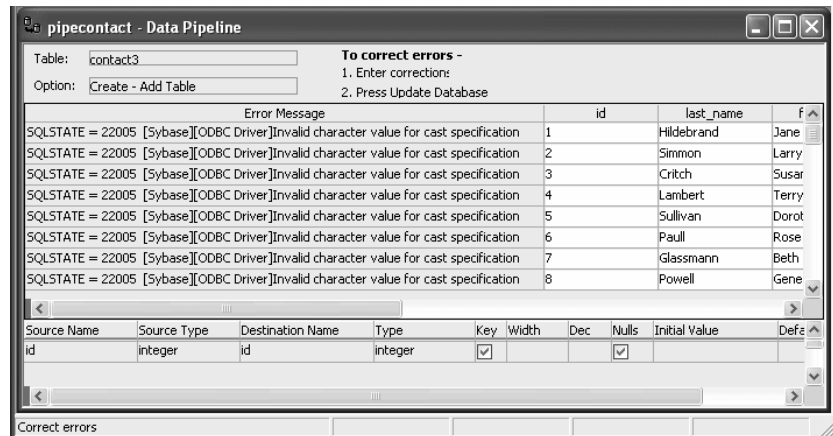 pipecontact - Data Pipeline
Table: contact3
Option: Create - Add Table
To correct errors -
1. Enter corrections
2. Press Update Database
Error Message id last_name f
SQLSTATE = 22005 [Sybase][ODBC Driver]Invalid character value for cast specification 1 Hildebrand Jane
SQLSTATE = 22005 [Sybase][ODBC Driver]Invalid character value for cast specification 2 Simmon Larry
SQLSTATE = 22005 [Sybase][ODBC Driver]Invalid character value for cast specification 3 Critch Susar
SQLSTATE = 22005 [Sybase][ODBC Driver]Invalid character value for cast specification 4 Lambert Terry
SQLSTATE = 22005 [Sybase][ODBC Driver]Invalid character value for cast specification 5 Sullivan Dorot
SQLSTATE = 22005 [Sybase][ODBC Driver]Invalid character value for cast specification 6 Paull Rose
SQLSTATE = 22005 [Sybase][ODBC Driver]Invalid character value for cast specification 7 Glassmann Beth
SQLSTATE = 22005 [Sybase][ODBC Driver]Invalid character value for cast specification 8 Powell Gene
Source Name Source Type Destination Name Type Key Width Dec Nulls Initial Value Defa
id integer id integer
Correct errors